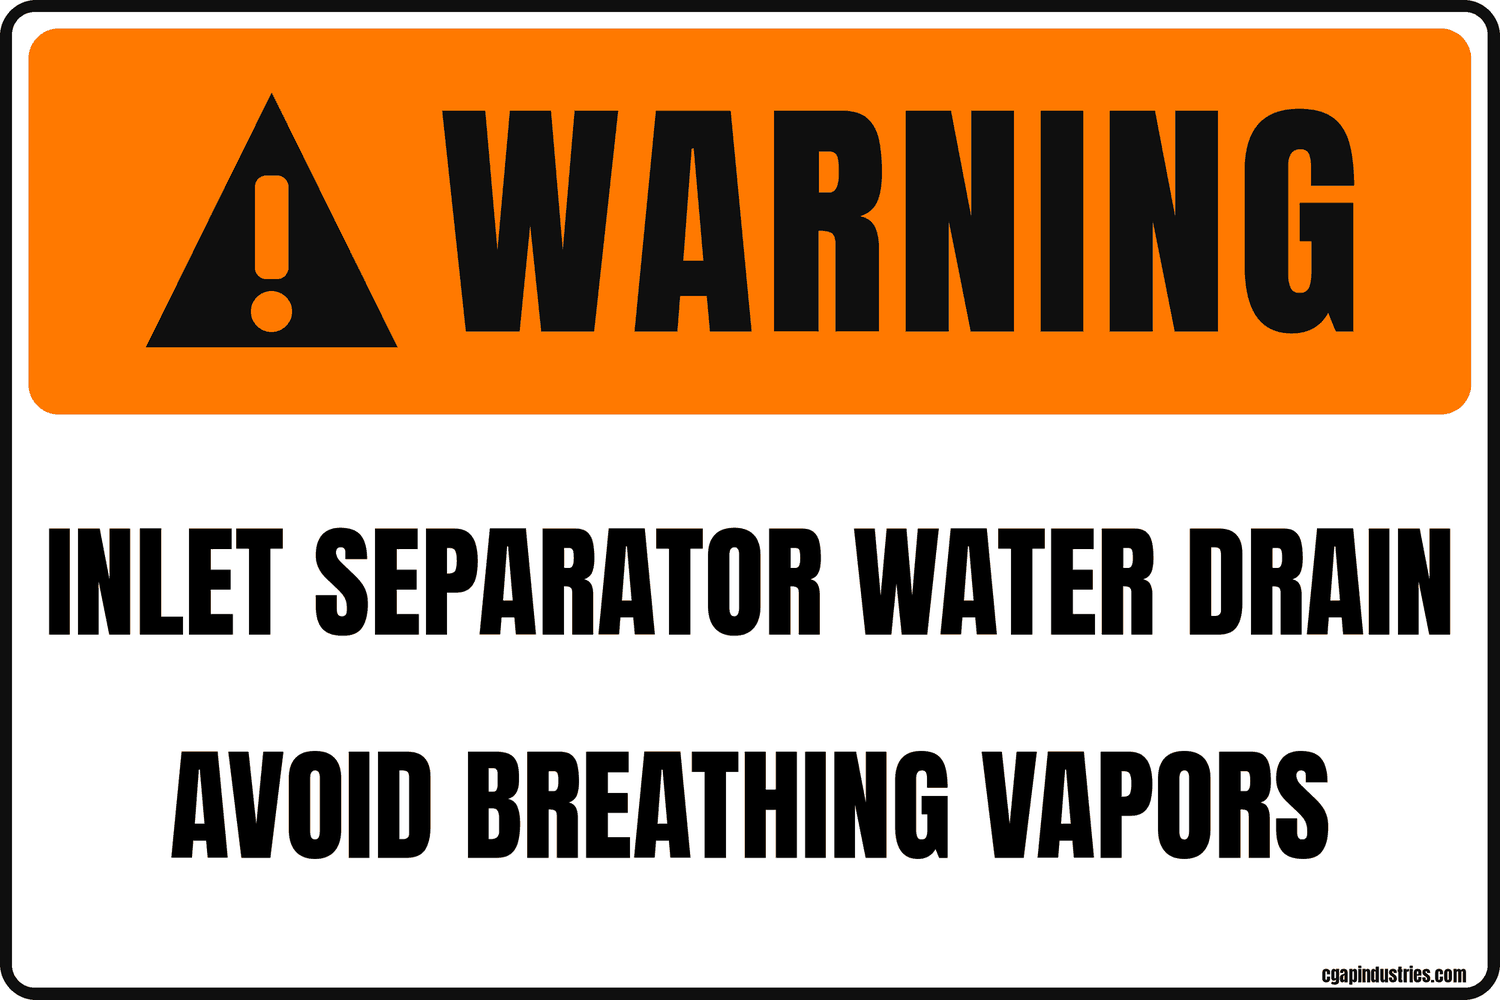 WARNING
INLET SEPARATOR WATER DRAIN
AVOID BREATHING VAPORS
cgapindustries.com